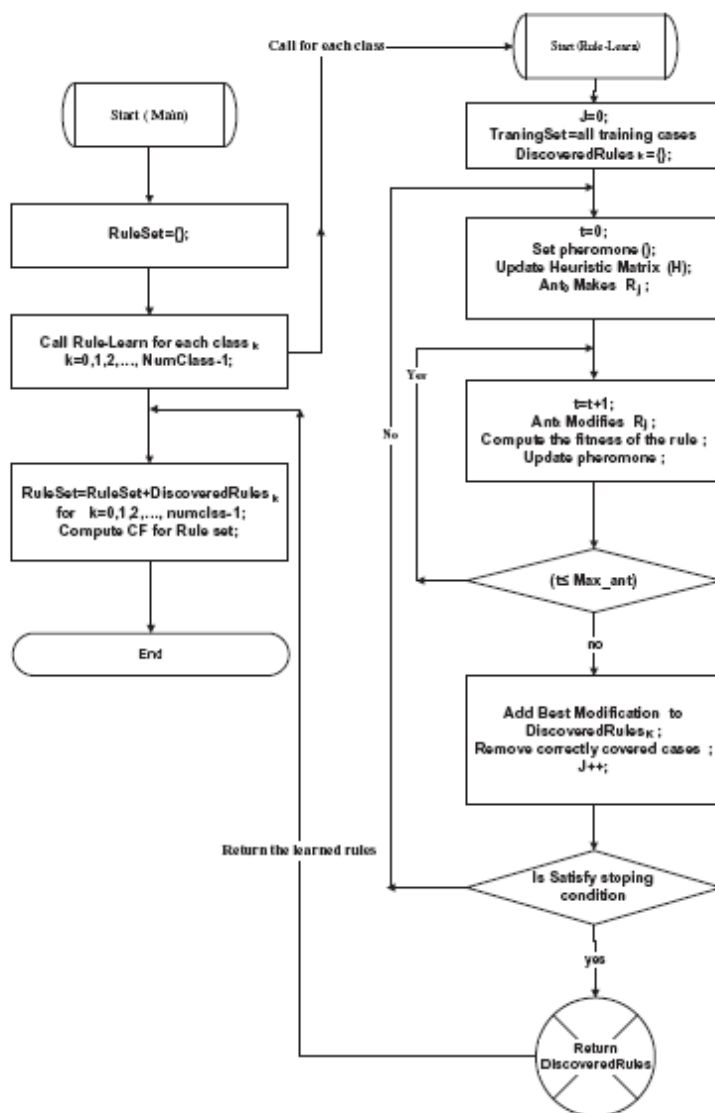 Call for each class
Start (Main)
RuleSet={};
Call Rule-Learn for each class k
k=0,1,2,..., NumClass-1;
RuleSet=RuleSet+DiscoveredRules k
for k=0,1,2,..., numclss-1;
Compute CF for Rule set;
End
Return the learned rules
Start (Rule-Learn)
J=0;
TraningSet=all training cases
DiscoveredRules k={};
t=0;
Set pheromone();
Update Heuristic Matrix (H);
Ant0 Makes Rj ;
Yes
No
t=t+1;
Antt Modifies Rj ;
Compute the fitness of the rule ;
Update pheromone ;
(t≤ Max_ant)
no
Add Best Modification to
DiscoveredRulesK ;
Remove correctly covered cases ;
J++;
Is Satisfy stoping
condition
yes
Return
DiscoveredRules